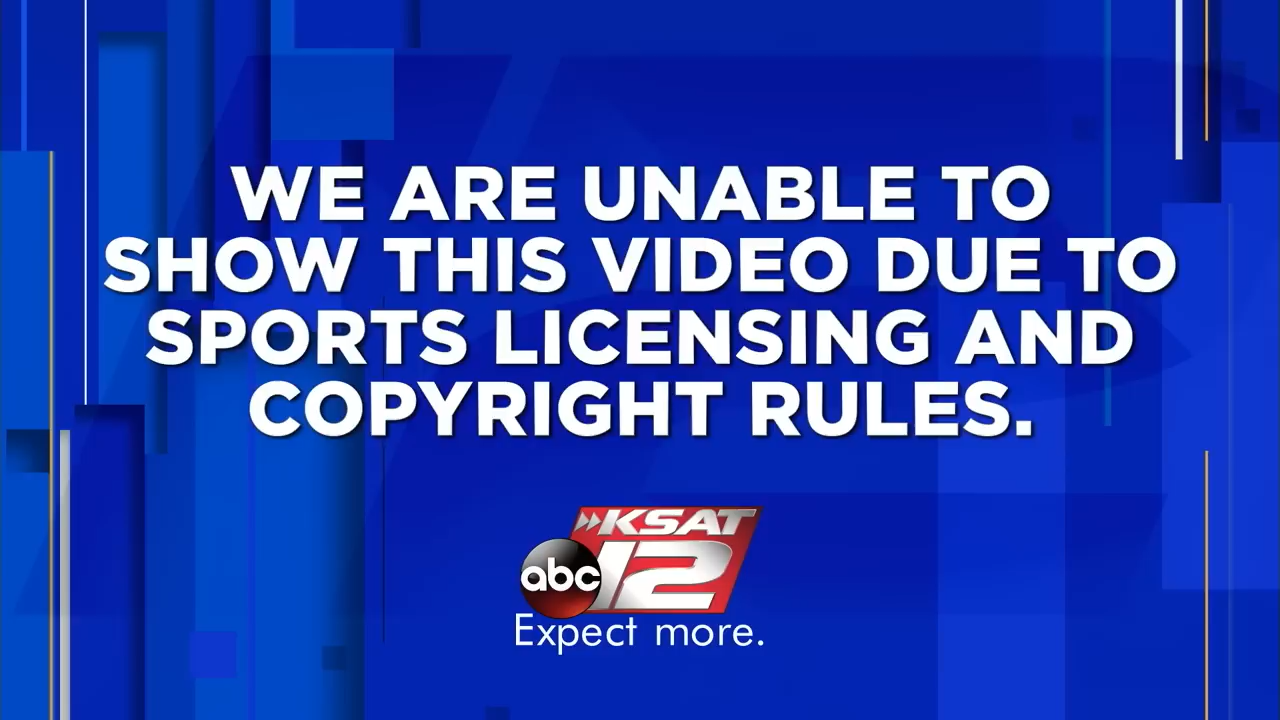 WE ARE UNABLE TO
SHOW THIS VIDEO DUE TO
SPORTS LICENSING AND
COPYRIGHT RULES.
KSAT
abc 12
Expect more.